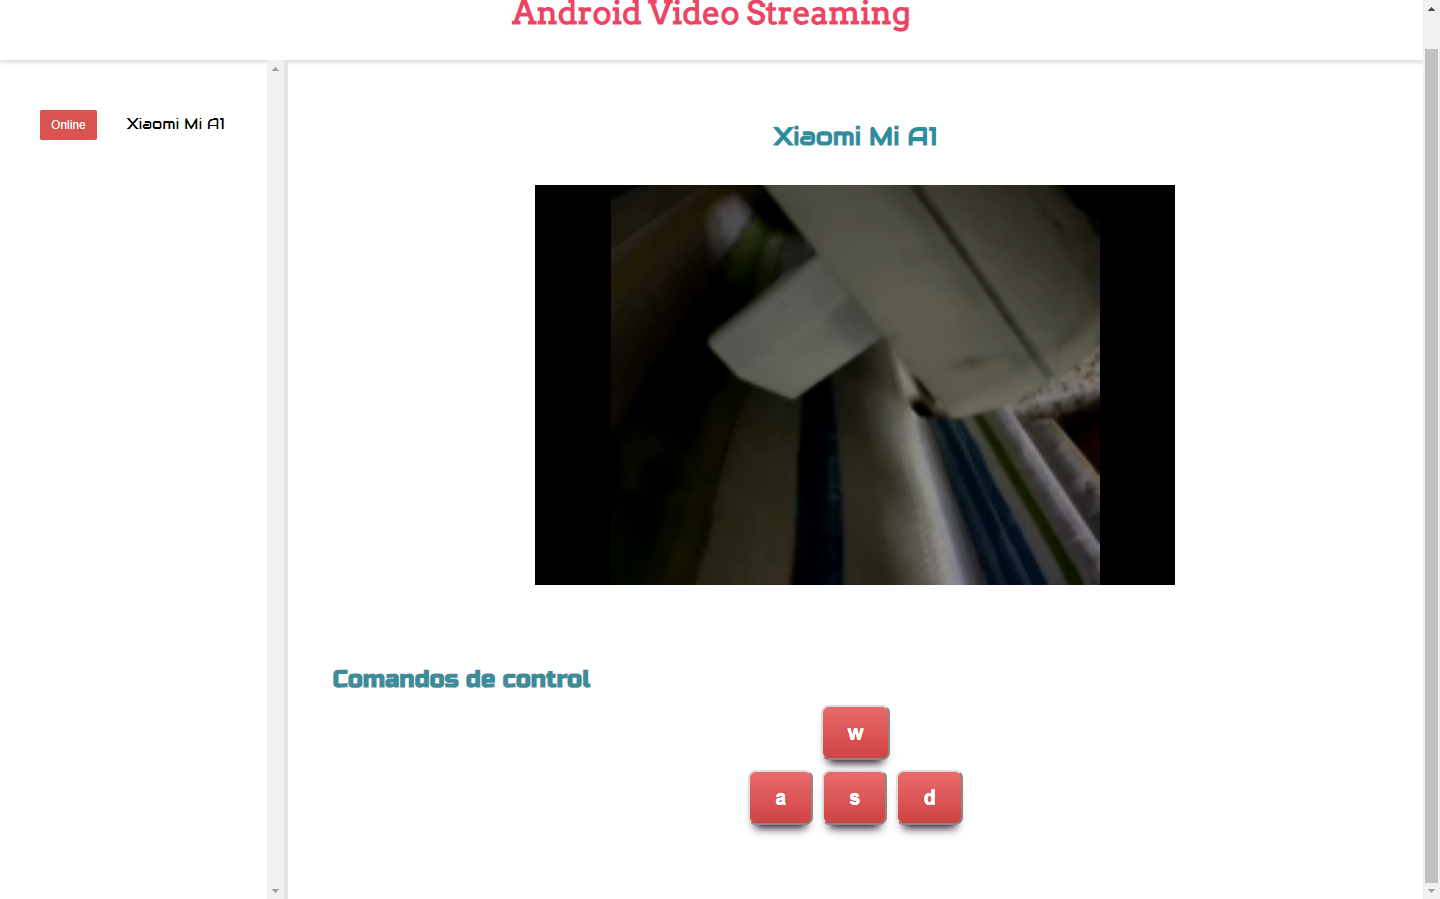 Android Video Streaming
Online
Xiaomi Mi A1
Xiaomi Mi A1
Comandos de control
w
a
s
d